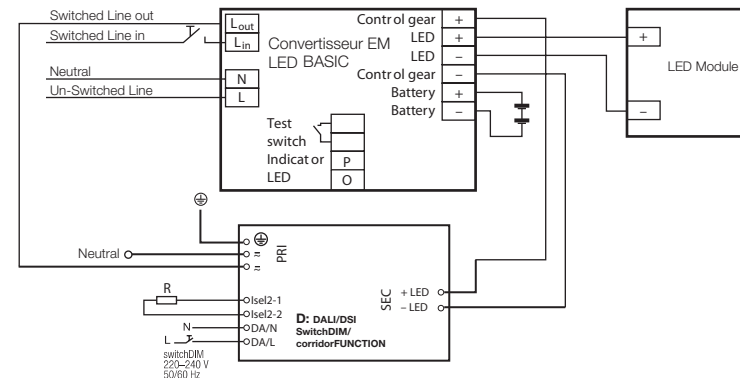 Switched Line out
Switched Line in
Neutral
Un-Switched Line
Lout
Lin
N
L
Convertisseur EM
LED BASIC
Test
switch
Indicator
LED
P
O
Control gear +
LED +
LED –
Control gear –
Battery +
Battery –
+
–
LED Module
Neutral
≂
≂
PRI
R
Isel2-1
Isel2-2
N
DA/N
L
DA/L
switchDIM
220–240 V
50/60 Hz
D: DALI/DSI
SwitchDIM/
corridorFUNCTION
SEC
+ LED
– LED